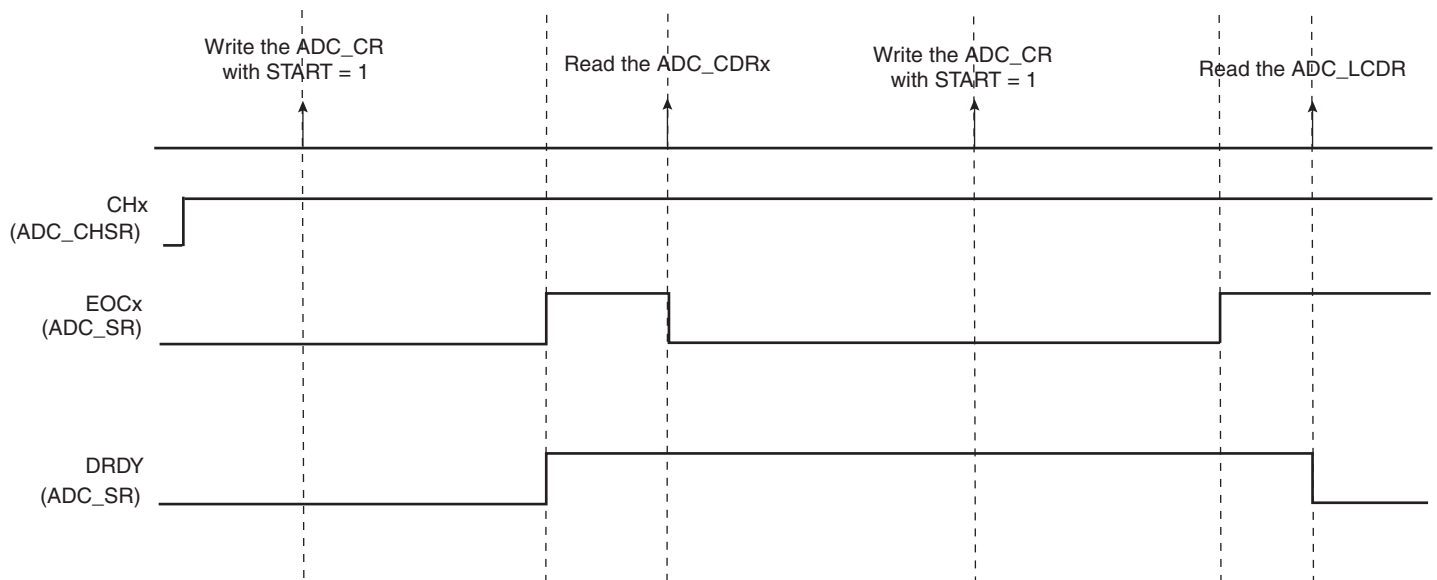 Write the ADC_CR
with START = 1
Read the ADC_CDRx
Write the ADC_CR
with START = 1
Read the ADC_LCDR
CHx
(ADC_CHSR)
EOCx
(ADC_SR)
DRDY
(ADC_SR)